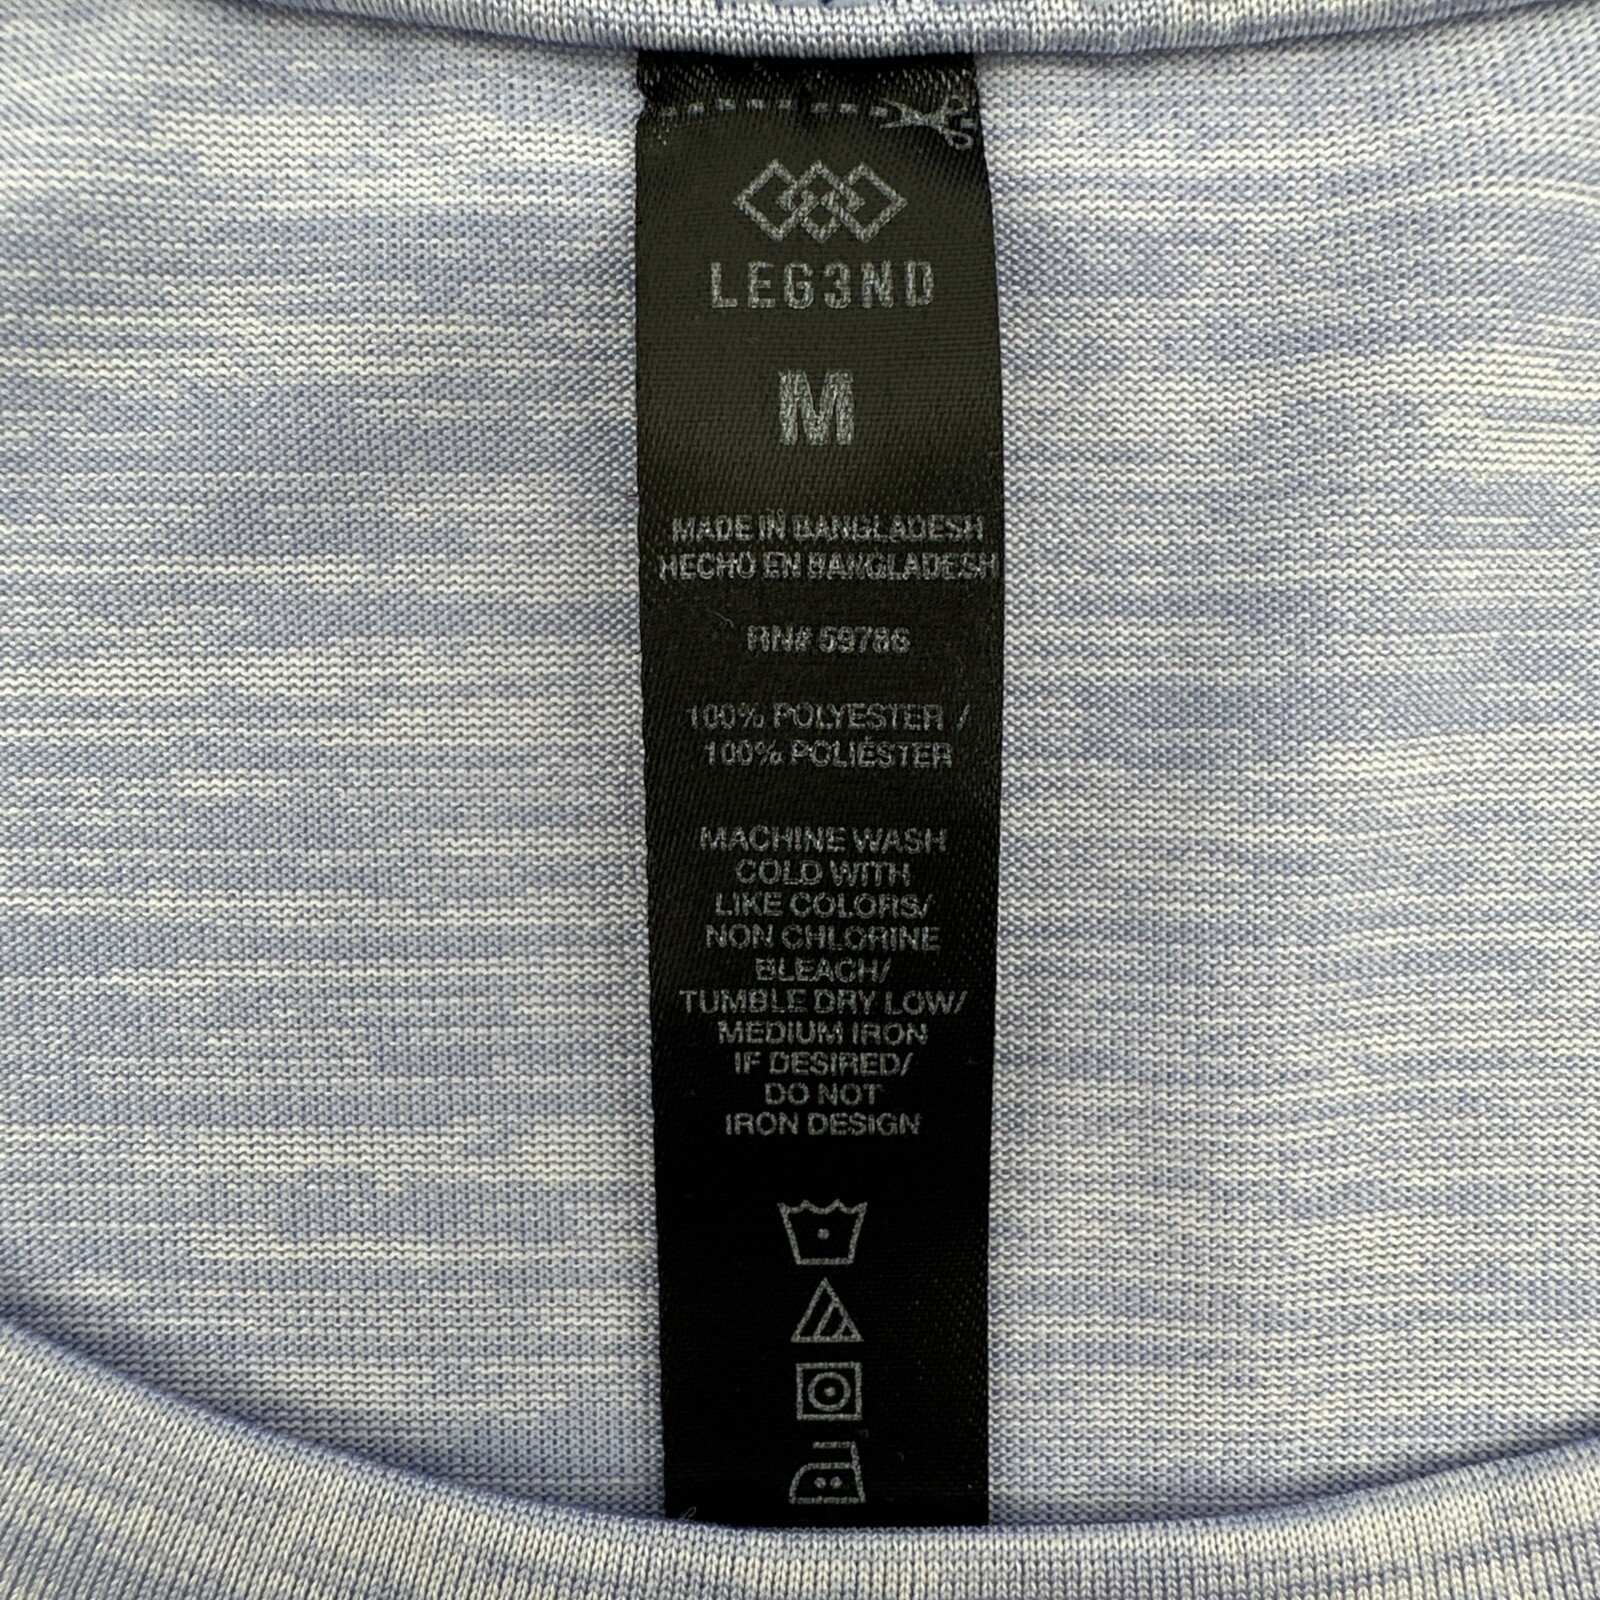 LEG3ND
M
MADE IN BANGLADESH
HECHO EN BANGLADESH
RN# 59786
100% POLYESTER /
100% POLIÉSTER
MACHINE WASH
COLD WITH
LIKE COLORS/
NON CHLORINE
BLEACH/
TUMBLE DRY LOW/
MEDIUM IRON
IF DESIRED/
DO NOT
IRON DESIGN